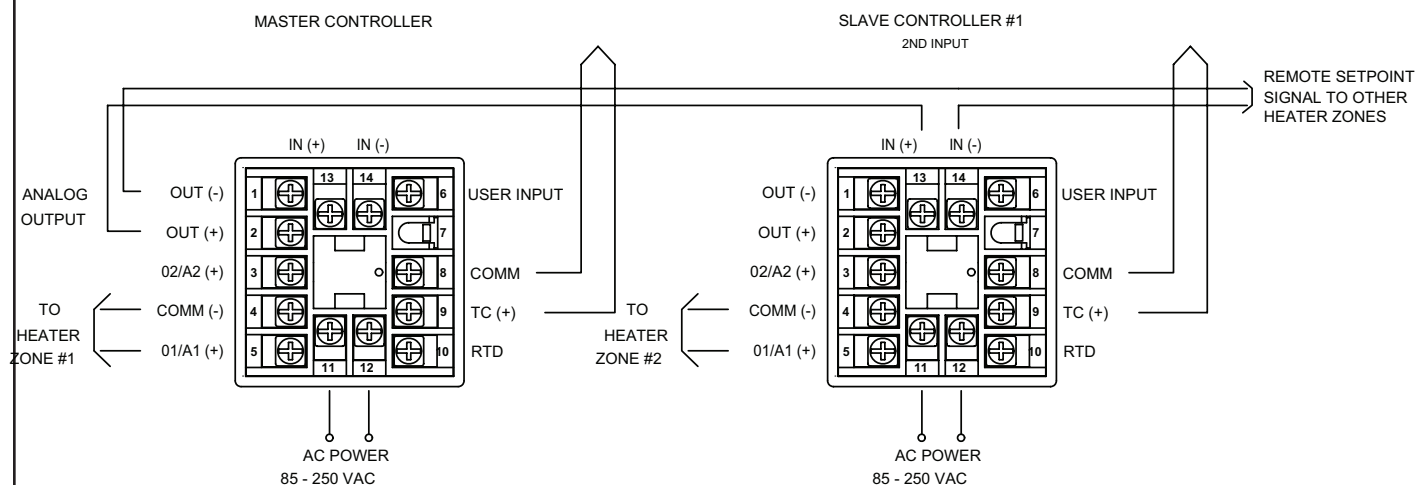 MASTER CONTROLLER
SLAVE CONTROLLER #1
2ND INPUT
REMOTE SETPOINT
SIGNAL TO OTHER
HEATER ZONES
ANALOG
OUTPUT
IN (+) IN (-)
13 14
1 OUT (-)
2 OUT (+)
3 02/A2 (+)
4 COMM (-)
5 01/A1 (+)
6 USER INPUT
7
8 COMM
9 TC (+)
10 RTD
11 12
TO
HEATER
ZONE #1
AC POWER
85 - 250 VAC
IN (+) IN (-)
13 14
1 OUT (-)
2 OUT (+)
3 02/A2 (+)
4 COMM (-)
5 01/A1 (+)
6 USER INPUT
7
8 COMM
9 TC (+)
10 RTD
11 12
TO
HEATER
ZONE #2
AC POWER
85 - 250 VAC